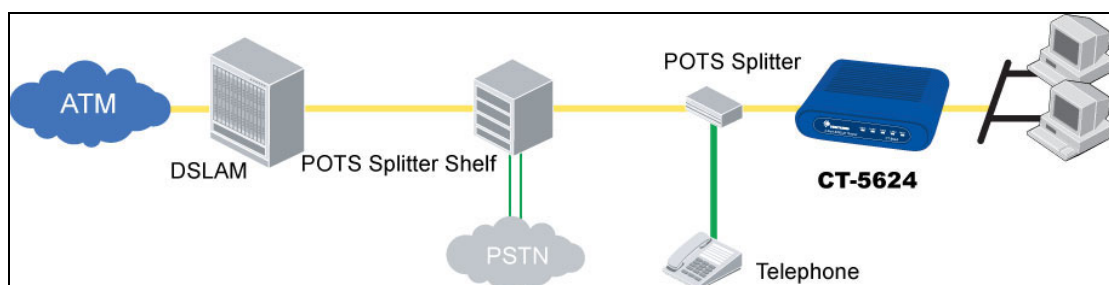 ATM
DSLAM
POTS Splitter Shelf
PSTN
POTS Splitter
Telephone
CT-5624